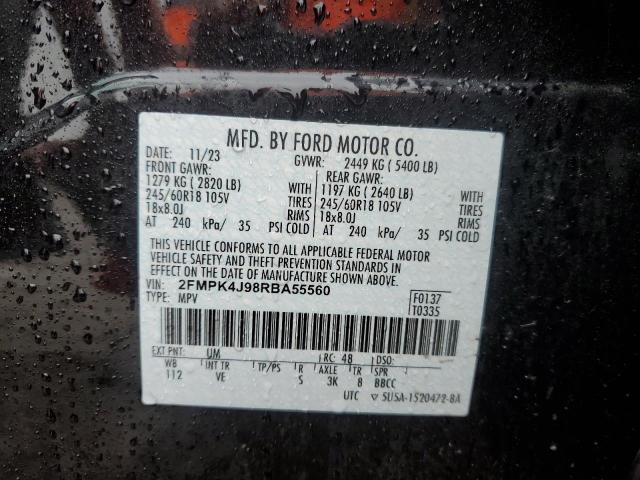 MFD. BY FORD MOTOR CO.
DATE: 11/23 GVWR: 2449 KG ( 5400 LB)
FRONT GAWR: REAR GAWR:
1279 KG ( 2820 LB) WITH 1197 KG ( 2640 LB) WITH
245/60R18 105V TIRES 245/60R18 105V TIRES
18x8.0J RIMS 18x8.0J RIMS
AT 240 kPa/ 35 PSI COLD AT 240 kPa/ 35 PSI COLD
THIS VEHICLE CONFORMS TO ALL APPLICABLE FEDERAL MOTOR
VEHICLE SAFETY AND THEFT PREVENTION STANDARDS IN
EFFECT ON THE DATE OF MANUFACTURE SHOWN ABOVE.
VIN: 2FMPK4J98RBA55560 F0137
TYPE: MPV T0335
EXT PNT: UM RC: 48 DSO:
WB INT TR TP/PS R AXLE TR SPR
112 VE S 3K 8 BBCC
UTC ▽ 5U5A-1520472-8A